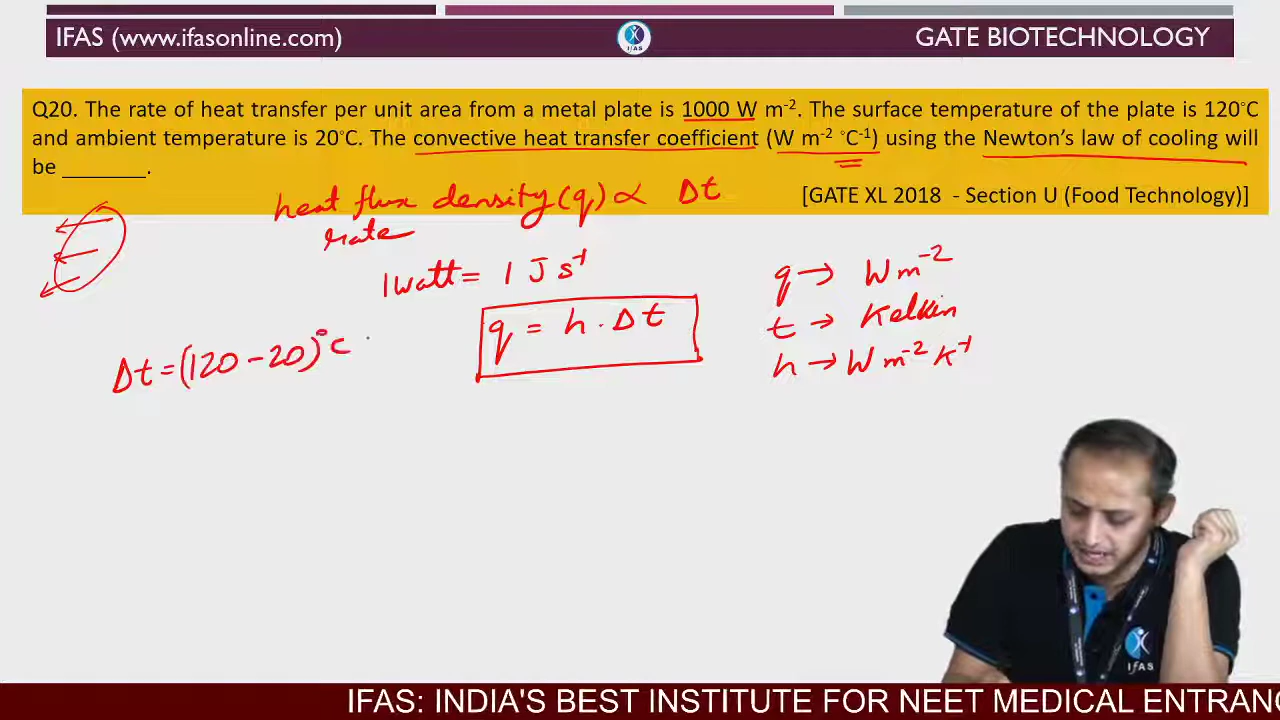 IFAS (www.ifasonline.com)
IFAS
GATE BIOTECHNOLOGY
Q20. The rate of heat transfer per unit area from a metal plate is 1000 W m-2. The surface temperature of the plate is 120°C
and ambient temperature is 20°C. The convective heat transfer coefficient (W m-2 °C-1) using the Newton's law of cooling will
be ________.
[GATE XL 2018 - Section U (Food Technology)]
heat flux density (q) ∝ Δt
rate
1 watt = 1 J s-1
q = h . Δt
q → W m-2
t → Kelvin
h → W m-2 K-1
Δt = (120 - 20)°C
IFAS
IFAS: INDIA'S BEST INSTITUTE FOR NEET MEDICAL ENTRANC